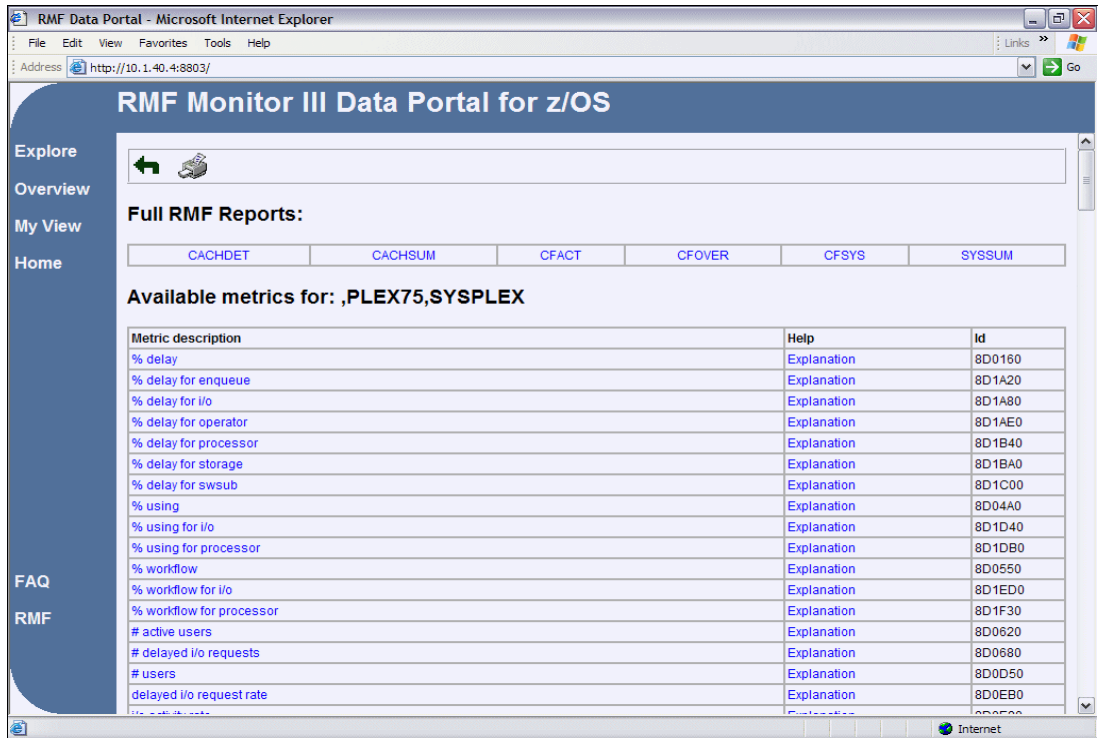 RMF Data Portal - Microsoft Internet Explorer
File Edit View Favorites Tools Help Links »
Address http://10.1.40.4:8803/ Go
RMF Monitor III Data Portal for z/OS
Explore
Overview
My View
Home
FAQ
RMF
Full RMF Reports:
CACHDET CACHSUM CFACT CFOVER CFSYS SYSSUM
Available metrics for: ,PLEX75,SYSPLEX
Metric description Help Id
% delay Explanation 8D0160
% delay for enqueue Explanation 8D1A20
% delay for i/o Explanation 8D1A80
% delay for operator Explanation 8D1AE0
% delay for processor Explanation 8D1B40
% delay for storage Explanation 8D1BA0
% delay for swsub Explanation 8D1C00
% using Explanation 8D04A0
% using for i/o Explanation 8D1D40
% using for processor Explanation 8D1DB0
% workflow Explanation 8D0550
% workflow for i/o Explanation 8D1ED0
% workflow for processor Explanation 8D1F30
# active users Explanation 8D0620
# delayed i/o requests Explanation 8D0680
# users Explanation 8D0D50
delayed i/o request rate Explanation 8D0EB0
Internet